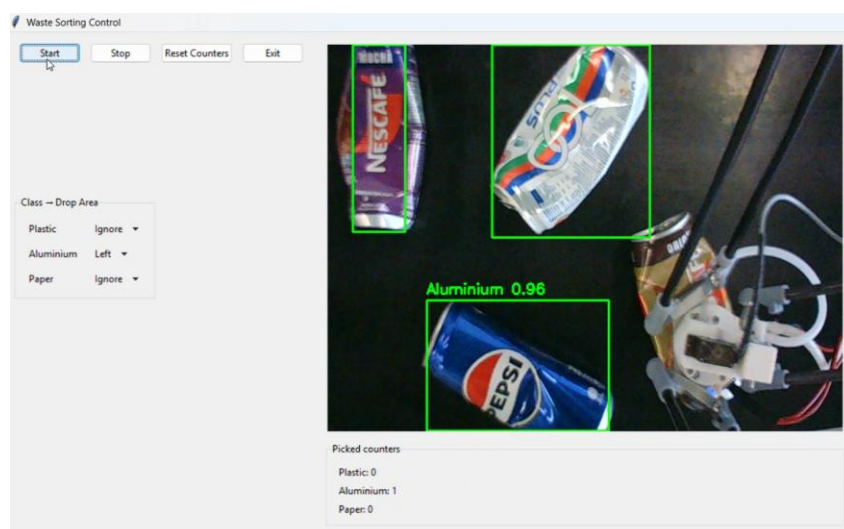 Waste Sorting Control
Start Stop Reset Counters Exit
Class → Drop Area
Plastic Ignore
Aluminium Left
Paper Ignore
MOCHA
NESCAFE
PLUS
Aluminium 0.96
PEPSI
Picked counters
Plastic: 0
Aluminium: 1
Paper: 0